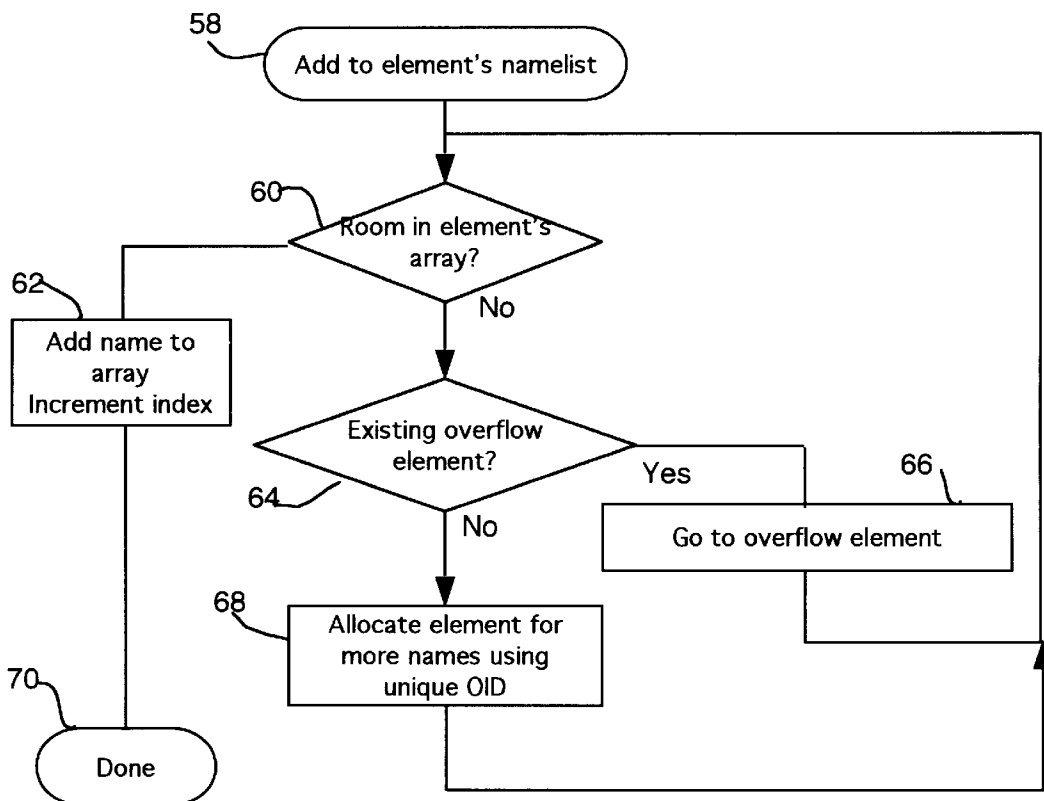 58
Add to element's namelist
60
Room in element's
array?
No
62
Add name to
array
Increment index
Existing overflow
element?
64
Yes
No
66
Go to overflow element
68
Allocate element for
more names using
unique OID
70
Done